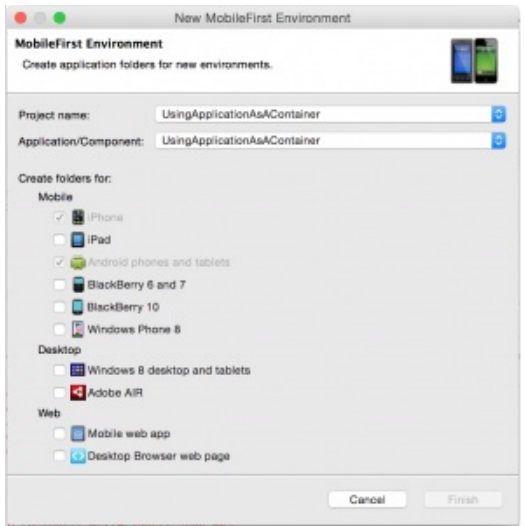 New MobileFirst Environment
MobileFirst Environment
Create application folders for new environments.
Project name: UsingApplicationAsAContainer
Application/Component: UsingApplicationAsAContainer
Create folders for:
Mobile
iPhone
iPad
Android phones and tablets
BlackBerry 6 and 7
BlackBerry 10
Windows Phone 8
Desktop
Windows 8 desktop and tablets
Adobe AIR
Web
Mobile web app
Desktop Browser web page
Cancel Finish